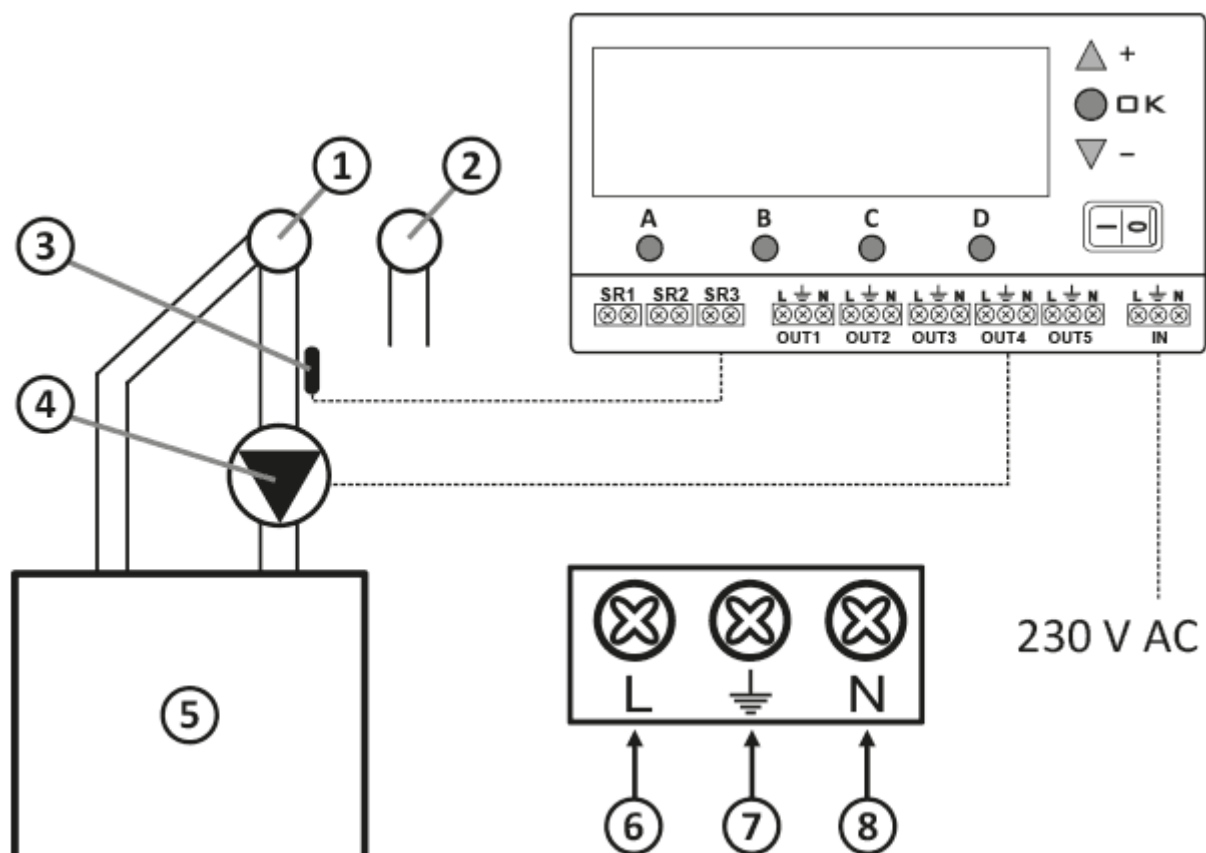 +
OK
–
1
2
A B C D
3
I 0
SR1 SR2 SR3
L N L N L N L N L N L N
OUT1 OUT2 OUT3 OUT4 OUT5 IN
4
230 V AC
L N
5
6 7 8